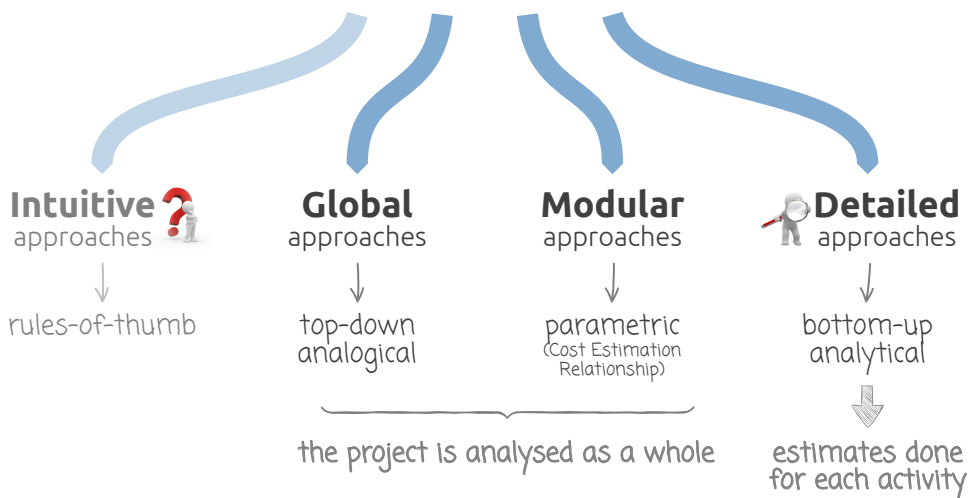 Intuitive
approaches
rules-of-thumb
Global
approaches
top-down
analogical
Modular
approaches
parametric
(Cost Estimation
Relationship)
the project is analysed as a whole
Detailed
approaches
bottom-up
analytical
estimates done
for each activity